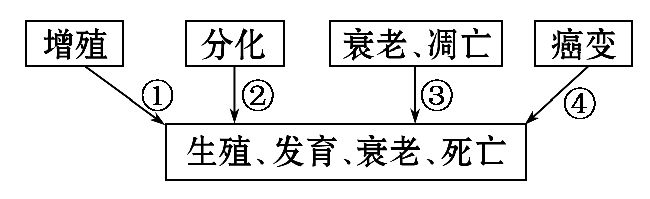 增殖 分化 衰老、凋亡 癌变
① ② ③ ④
生殖、发育、衰老、死亡